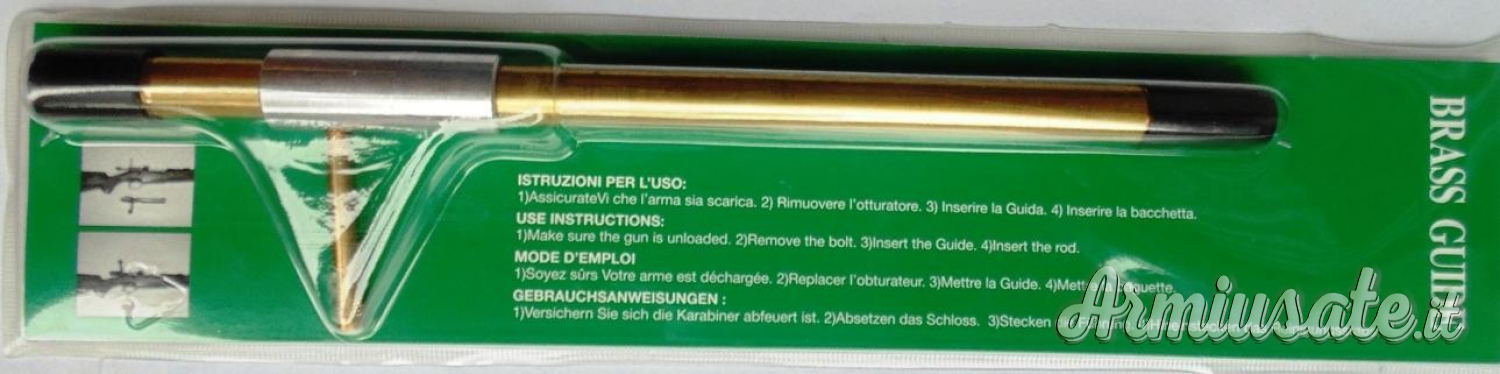 ISTRUZIONI PER L'USO:
1)AssicurateVi che l'arma sia scarica. 2) Rimuovere l'otturatore. 3) Inserire la Guida. 4) Inserire la bacchetta.
USE INSTRUCTIONS:
1)Make sure the gun is unloaded. 2)Remove the bolt. 3)Insert the Guide. 4)Insert the rod.
MODE D'EMPLOI
1)Soyez sûrs Votre arme est déchargée. 2)Replacer l'obturateur. 3)Mettre la Guide. 4)Mettre la baguette.
GEBRAUCHSANWEISUNGEN :
1)Versichern Sie sich die Karabiner abfeuert ist. 2)Absetzen das Schloss. 3)Stecken
BRASS GUIDE
Armiusate.it